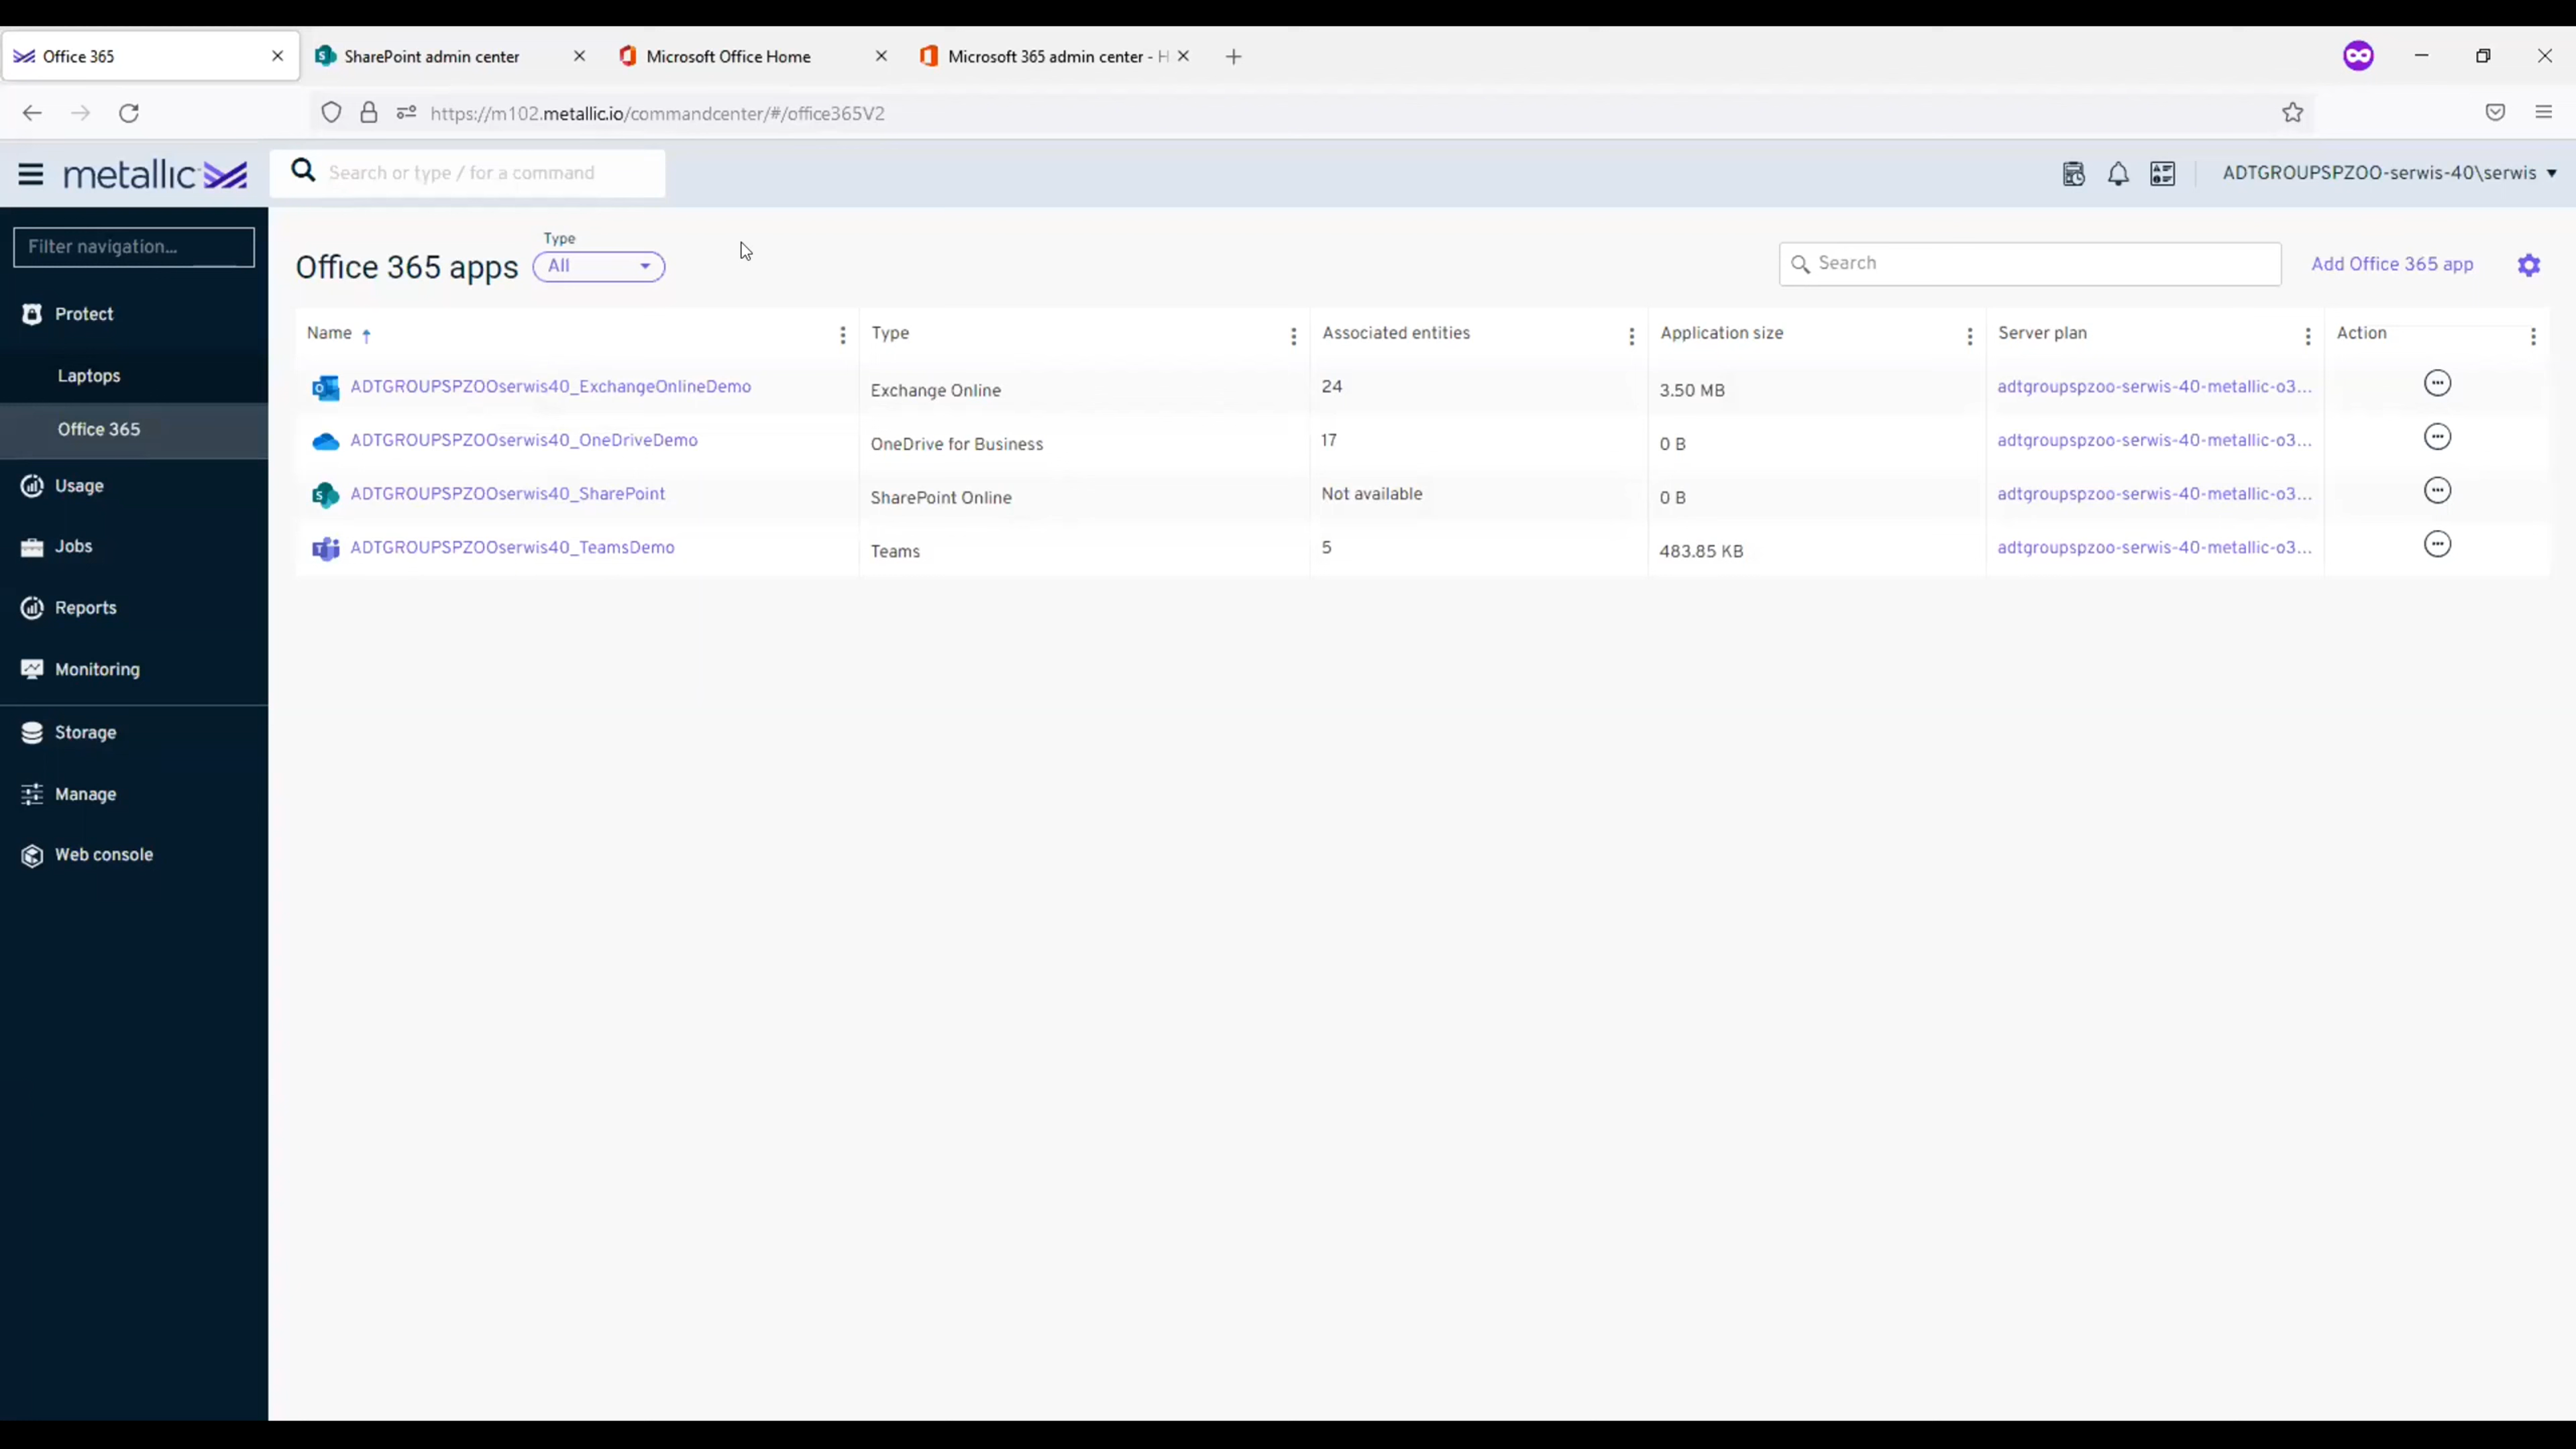 Office 365
SharePoint admin center
Microsoft Office Home
Microsoft 365 admin center - H
https://m102.metallic.io/commandcenter/#/office365V2
metallic
Search or type / for a command
ADTGROUPSPZOO-serwis-40\serwis
Filter navigation...
Protect
Laptops
Office 365
Usage
Jobs
Reports
Monitoring
Storage
Manage
Web console
Office 365 apps
Type
All
Search
Add Office 365 app
Name Type Associated entities Application size Server plan Action
ADTGROUPSPZOOserwis40_ExchangeOnlineDemo Exchange Online 24 3.50 MB adtgroupspzoo-serwis-40-metallic-o3...
ADTGROUPSPZOOserwis40_OneDriveDemo OneDrive for Business 17 0 B adtgroupspzoo-serwis-40-metallic-o3...
ADTGROUPSPZOOserwis40_SharePoint SharePoint Online Not available 0 B adtgroupspzoo-serwis-40-metallic-o3...
ADTGROUPSPZOOserwis40_TeamsDemo Teams 5 483.85 KB adtgroupspzoo-serwis-40-metallic-o3...